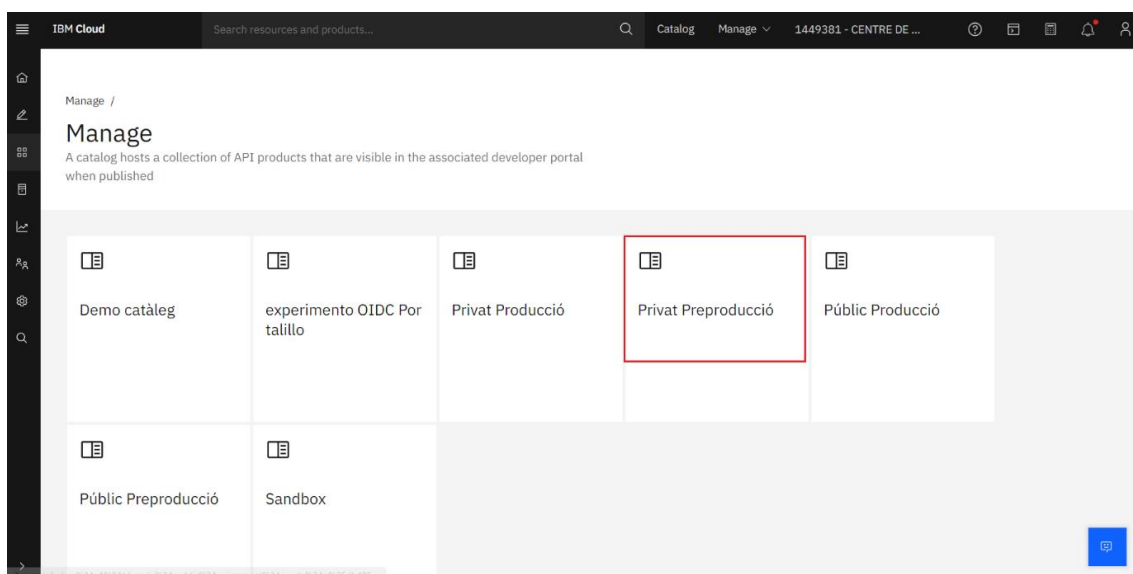 IBM Cloud
Search resources and products...
Catalog
Manage
1449381 - CENTRE DE ...
Manage /
Manage
A catalog hosts a collection of API products that are visible in the associated developer portal
when published
Demo catàleg
experimento OIDC Por
talillo
Privat Producció
Privat Preproducció
Públic Producció
Públic Preproducció
Sandbox